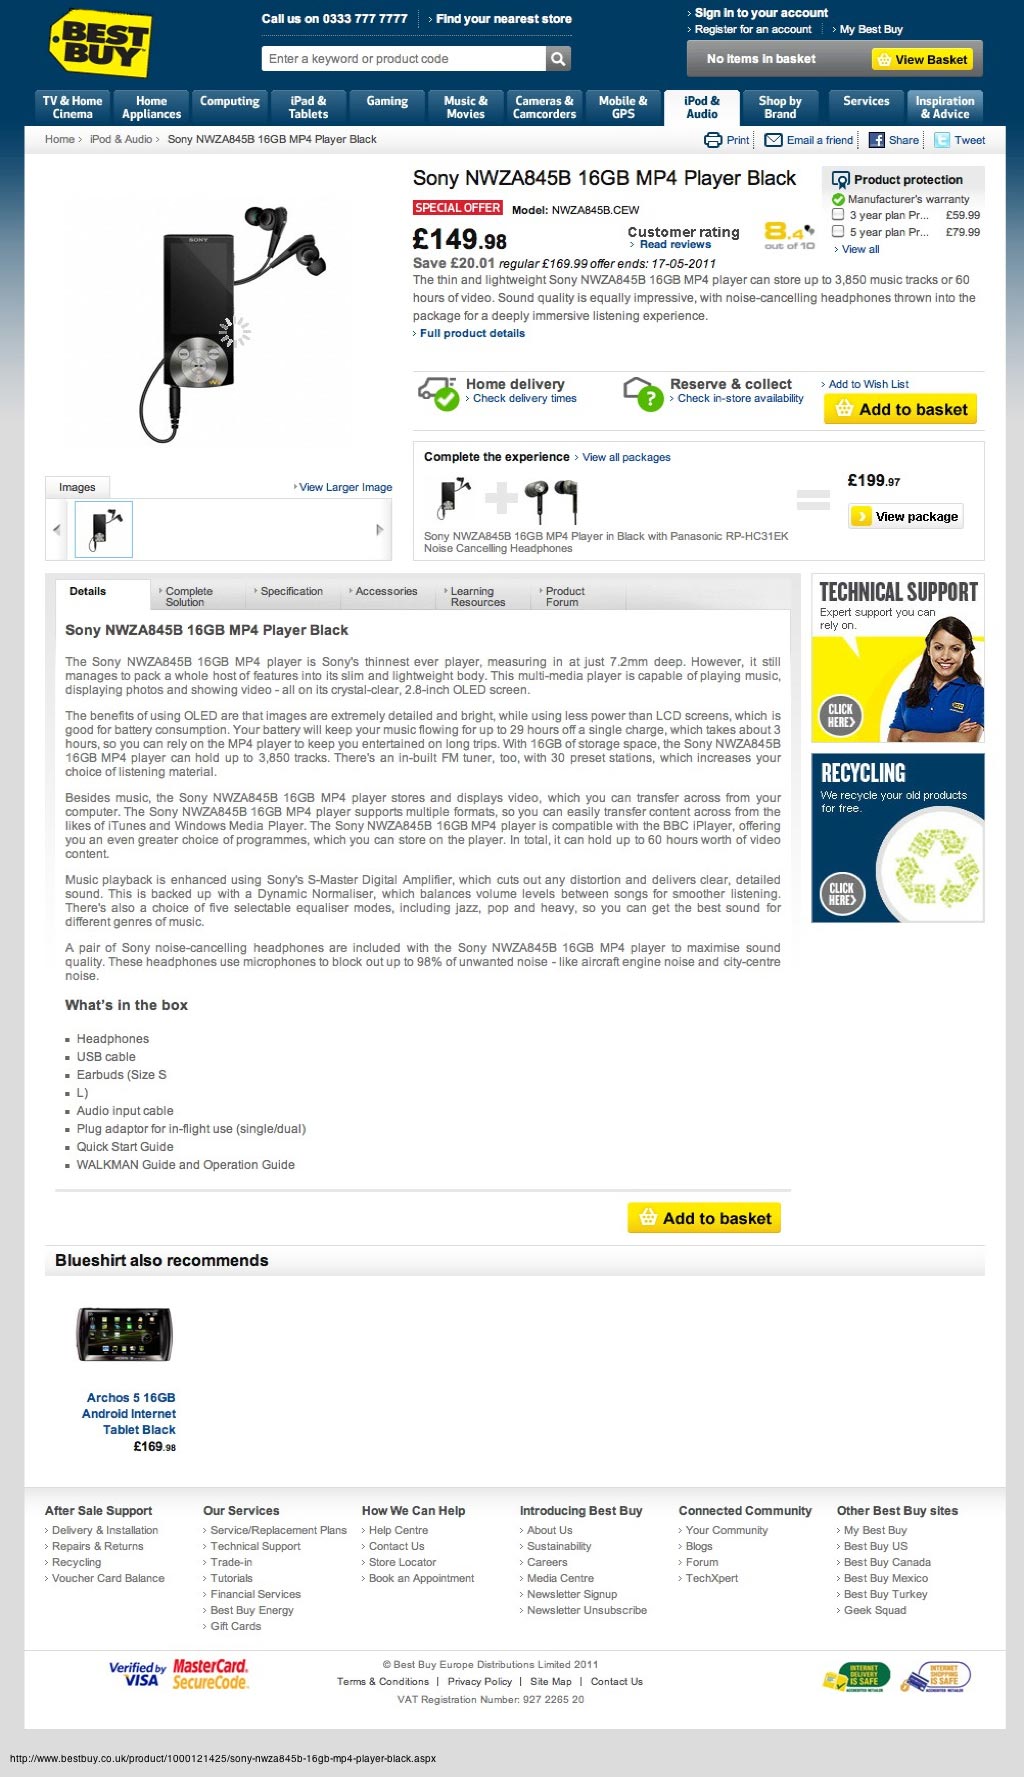 BEST BUY
Call us on 0333 777 7777
Find your nearest store
Sign in to your account
Register for an account
My Best Buy
Enter a keyword or product code
No Items in basket
View Basket
TV & Home Cinema
Home Appliances
Computing
iPad & Tablets
Gaming
Music & Movies
Cameras & Camcorders
Mobile & GPS
iPod & Audio
Shop by Brand
Services
Inspiration & Advice
Home > iPod & Audio > Sony NWZA845B 16GB MP4 Player Black
Print
Email a friend
Share
Tweet
SONY
Sony NWZA845B 16GB MP4 Player Black
SPECIAL OFFER Model: NWZA845B.CEW
£149.98
Customer rating
Read reviews
8.4
out of 10
Save £20.01 regular £169.99 offer ends: 17-05-2011
The thin and lightweight Sony NWZA845B 16GB MP4 player can store up to 3,850 music tracks or 60
hours of video. Sound quality is equally impressive, with noise-cancelling headphones thrown into the
package for a deeply immersive listening experience.
Full product details
Product protection
Manufacturer's warranty
3 year plan Pr... £59.99
5 year plan Pr... £79.99
View all
Home delivery
Check delivery times
Reserve & collect
Check in-store availability
Add to Wish List
Add to basket
Images
View Larger Image
Complete the experience > View all packages
£199.97
View package
Sony NWZA845B 16GB MP4 Player in Black with Panasonic RP-HC31EK
Noise Cancelling Headphones
Details
Complete Solution
Specification
Accessories
Learning Resources
Product Forum
Sony NWZA845B 16GB MP4 Player Black
The Sony NWZA845B 16GB MP4 player is Sony's thinnest ever player, measuring in at just 7.2mm deep. However, it still
manages to pack a whole host of features into its slim and lightweight body. This multi-media player is capable of playing music,
displaying photos and showing video - all on its crystal-clear, 2.8-inch OLED screen.
The benefits of using OLED are that images are extremely detailed and bright, while using less power than LCD screens, which is
good for battery consumption. Your battery will keep your music flowing for up to 29 hours off a single charge, which takes about 3
hours, so you can rely on the MP4 player to keep you entertained on long trips. With 16GB of storage space, the Sony NWZA845B
16GB MP4 player can hold up to 3,850 tracks. There's an in-built FM tuner, too, with 30 preset stations, which increases your
choice of listening material.
Besides music, the Sony NWZA845B 16GB MP4 player stores and displays video, which you can transfer across from your
computer. The Sony NWZA845B 16GB MP4 player supports multiple formats, so you can easily transfer content across from the
likes of iTunes and Windows Media Player. The Sony NWZA845B 16GB MP4 player is compatible with the BBC iPlayer, offering
you an even greater choice of programmes, which you can store on the player. In total, it can hold up to 60 hours worth of video
content.
Music playback is enhanced using Sony's S-Master Digital Amplifier, which cuts out any distortion and delivers clear, detailed
sound. This is backed up with a Dynamic Normaliser, which balances volume levels between songs for smoother listening.
There's also a choice of five selectable equaliser modes, including jazz, pop and heavy, so you can get the best sound for
different genres of music.
A pair of Sony noise-cancelling headphones are included with the Sony NWZA845B 16GB MP4 player to maximise sound
quality. These headphones use microphones to block out up to 98% of unwanted noise - like aircraft engine noise and city-centre
noise.
What's in the box
Headphones
USB cable
Earbuds (Size S
L)
Audio input cable
Plug adaptor for in-flight use (single/dual)
Quick Start Guide
WALKMAN Guide and Operation Guide
Add to basket
TECHNICAL SUPPORT
Expert support you can
rely on.
CLICK
HERE>
RECYCLING
We recycle your old products
for free.
CLICK
HERE>
Blueshirt also recommends
Archos 5 16GB
Android Internet
Tablet Black
£169.98
After Sale Support
Delivery & Installation
Repairs & Returns
Recycling
Voucher Card Balance
Our Services
Service/Replacement Plans
Technical Support
Trade-in
Tutorials
Financial Services
Best Buy Energy
Gift Cards
How We Can Help
Help Centre
Contact Us
Store Locator
Book an Appointment
Introducing Best Buy
About Us
Sustainability
Careers
Media Centre
Newsletter Signup
Newsletter Unsubscribe
Connected Community
Your Community
Blogs
Forum
TechXpert
Other Best Buy sites
My Best Buy
Best Buy US
Best Buy Canada
Best Buy Mexico
Best Buy Turkey
Geek Squad
Verified by VISA
MasterCard. SecureCode.
© Best Buy Europe Distributions Limited 2011
Terms & Conditions | Privacy Policy | Site Map | Contact Us
VAT Registration Number: 927 2265 20
INTERNET DELIVERY IS SAFE
INTERNET SHOPPING IS SAFE
http://www.bestbuy.co.uk/product/1000121425/sony-nwza845b-16gb-mp4-player-black.aspx